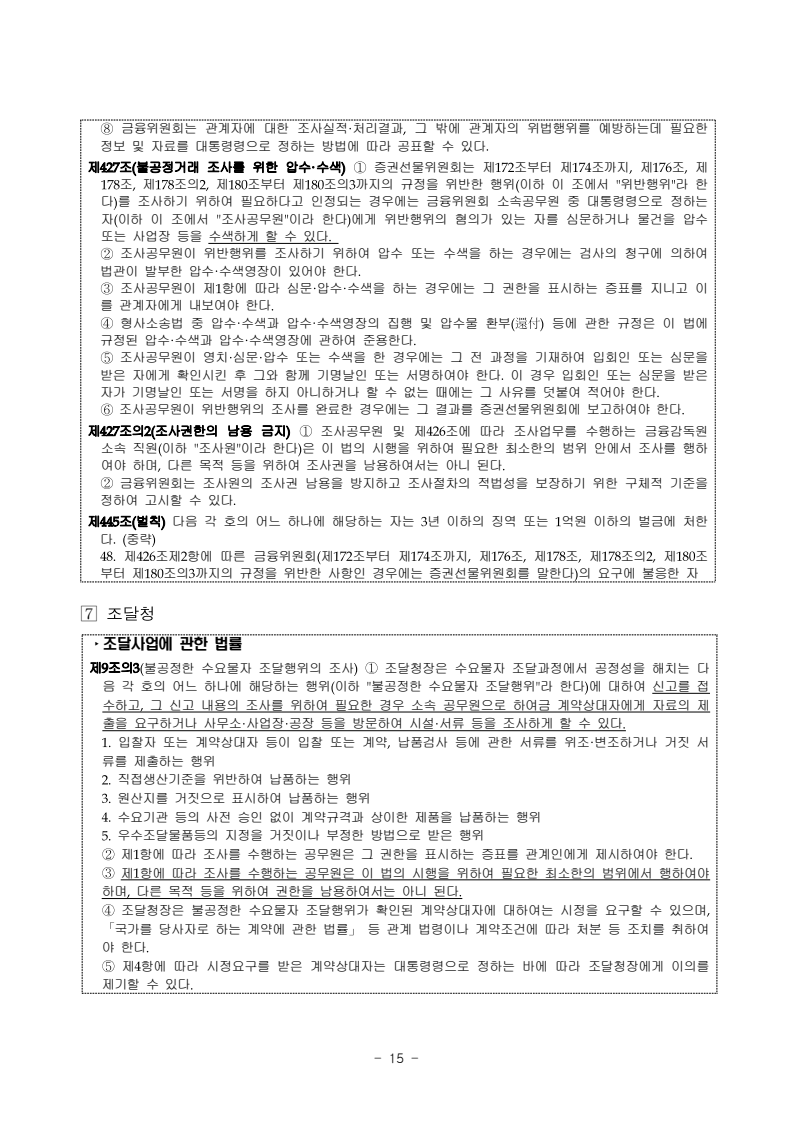 ⑧ 금융위원회는 관계자에 대한 조사실적·처리결과, 그 밖에 관계자의 위법행위를 예방하는데 필요한
정보 및 자료를 대통령령으로 정하는 방법에 따라 공표할 수 있다.
제427조(불공정거래 조사를 위한 압수·수색) ① 증권선물위원회는 제172조부터 제174조까지, 제176조, 제
178조, 제178조의2, 제180조부터 제180조의3까지의 규정을 위반한 행위(이하 이 조에서 "위반행위"라 한
다)를 조사하기 위하여 필요하다고 인정되는 경우에는 금융위원회 소속공무원 중 대통령령으로 정하는
자(이하 이 조에서 "조사공무원"이라 한다)에게 위반행위의 혐의가 있는 자를 심문하거나 물건을 압수
또는 사업장 등을 수색하게 할 수 있다.
② 조사공무원이 위반행위를 조사하기 위하여 압수 또는 수색을 하는 경우에는 검사의 청구에 의하여
법관이 발부한 압수·수색영장이 있어야 한다.
③ 조사공무원이 제1항에 따라 심문·압수·수색을 하는 경우에는 그 권한을 표시하는 증표를 지니고 이
를 관계자에게 내보여야 한다.
④ 형사소송법 중 압수·수색과 압수·수색영장의 집행 및 압수물 환부(還付) 등에 관한 규정은 이 법에
규정된 압수·수색과 압수·수색영장에 관하여 준용한다.
⑤ 조사공무원이 영치·심문·압수 또는 수색을 한 경우에는 그 전 과정을 기재하여 입회인 또는 심문을
받은 자에게 확인시킨 후 그와 함께 기명날인 또는 서명하여야 한다. 이 경우 입회인 또는 심문을 받은
자가 기명날인 또는 서명을 하지 아니하거나 할 수 없는 때에는 그 사유를 덧붙여 적어야 한다.
⑥ 조사공무원이 위반행위의 조사를 완료한 경우에는 그 결과를 증권선물위원회에 보고하여야 한다.
제427조의2(조사권한의 남용 금지) ① 조사공무원 및 제426조에 따라 조사업무를 수행하는 금융감독원
소속 직원(이하 "조사원"이라 한다)은 이 법의 시행을 위하여 필요한 최소한의 범위 안에서 조사를 행하
여야 하며, 다른 목적 등을 위하여 조사권을 남용하여서는 아니 된다.
② 금융위원회는 조사원의 조사권 남용을 방지하고 조사절차의 적법성을 보장하기 위한 구체적 기준을
정하여 고시할 수 있다.
제445조(벌칙) 다음 각 호의 어느 하나에 해당하는 자는 3년 이하의 징역 또는 1억원 이하의 벌금에 처한
다. (중략)
48. 제426조제2항에 따른 금융위원회(제172조부터 제174조까지, 제176조, 제178조, 제178조의2, 제180조
부터 제180조의3까지의 규정을 위반한 사항인 경우에는 증권선물위원회를 말한다)의 요구에 불응한 자
7 조달청
‣조달사업에 관한 법률
제9조의3(불공정한 수요물자 조달행위의 조사) ① 조달청장은 수요물자 조달과정에서 공정성을 해치는 다
음 각 호의 어느 하나에 해당하는 행위(이하 "불공정한 수요물자 조달행위"라 한다)에 대하여 신고를 접
수하고, 그 신고 내용의 조사를 위하여 필요한 경우 소속 공무원으로 하여금 계약상대자에게 자료의 제
출을 요구하거나 사무소·사업장·공장 등을 방문하여 시설·서류 등을 조사하게 할 수 있다.
1. 입찰자 또는 계약상대자 등이 입찰 또는 계약, 납품검사 등에 관한 서류를 위조·변조하거나 거짓 서
류를 제출하는 행위
2. 직접생산기준을 위반하여 납품하는 행위
3. 원산지를 거짓으로 표시하여 납품하는 행위
4. 수요기관 등의 사전 승인 없이 계약규격과 상이한 제품을 납품하는 행위
5. 우수조달물품등의 지정을 거짓이나 부정한 방법으로 받은 행위
② 제1항에 따라 조사를 수행하는 공무원은 그 권한을 표시하는 증표를 관계인에게 제시하여야 한다.
③ 제1항에 따라 조사를 수행하는 공무원은 이 법의 시행을 위하여 필요한 최소한의 범위에서 행하여야
하며, 다른 목적 등을 위하여 권한을 남용하여서는 아니 된다.
④ 조달청장은 불공정한 수요물자 조달행위가 확인된 계약상대자에 대하여는 시정을 요구할 수 있으며,
「국가를 당사자로 하는 계약에 관한 법률」 등 관계 법령이나 계약조건에 따라 처분 등 조치를 취하여
야 한다.
⑤ 제4항에 따라 시정요구를 받은 계약상대자는 대통령령으로 정하는 바에 따라 조달청장에게 이의를
제기할 수 있다.
- 15 -